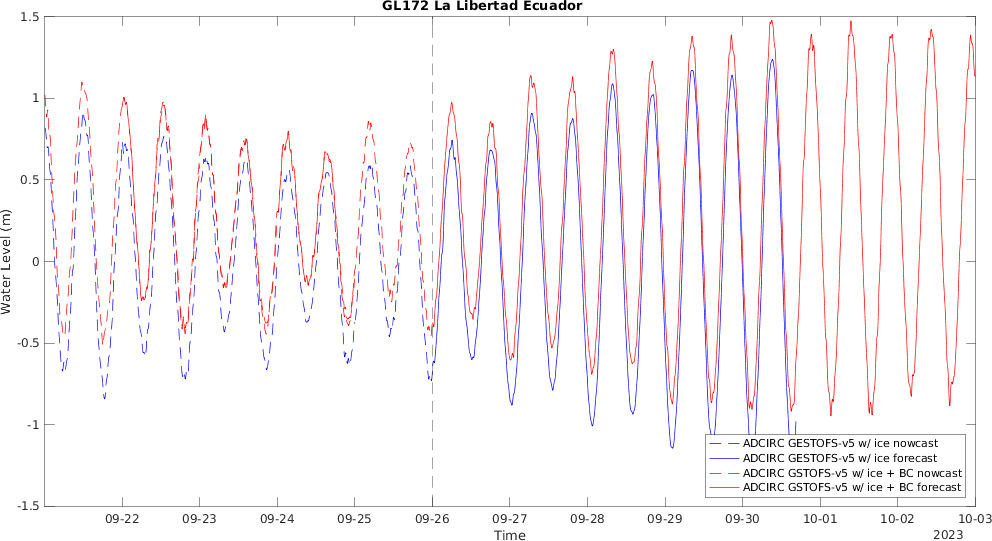 GL172 La Libertad Ecuador
1.5
1
0.5
0
-0.5
-1
-1.5
Water Level (m)
09-22 09-23 09-24 09-25 09-26 09-27 09-28 09-29 09-30 10-01 10-02 10-03
Time
2023
ADCIRC GESTOFS-v5 w/ ice nowcast
ADCIRC GESTOFS-v5 w/ ice forecast
ADCIRC GSTOFS-v5 w/ ice + BC nowcast
ADCIRC GSTOFS-v5 w/ ice + BC forecast